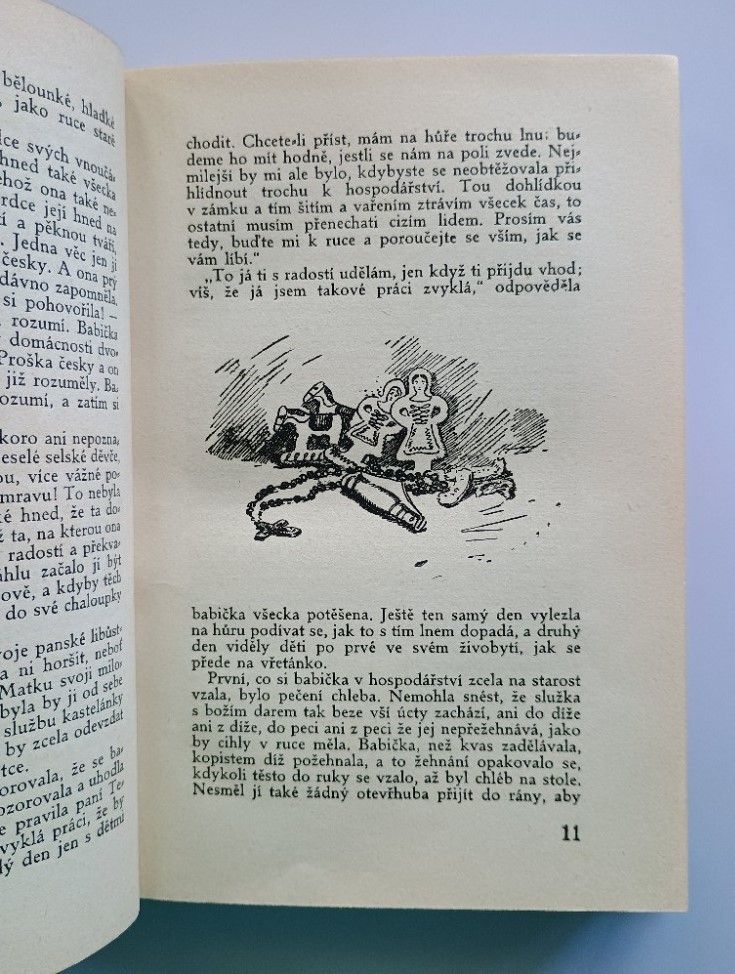 bělounké, hladké
jako ruce staré
svých vnoučá-
hned také všecka
ona také ne-
její hned na
a pěknou tváří,
Jedna věc jen jí
česky. A ona prý
dávno zapomněla.
si pohovořila! –
rozumí. Babička
domácnosti dvo-
Proška česky a on
již rozuměly. Ba-
rozumí, a zatím si
ani nepozna,
selské děvče,
více vážné po-
mravu! To nebyla
hned, že ta do-
ta, na kterou ona
radostí a překva-
začalo jí být
a kdyby těch
do své chaloupky
panské libůst-
ni horšit, neboť
Matku svoji milo-
by ji od sebe
službu kastelánky
by zcela odevzdat
že se ba-
a uhodla
pravila paní Te-
práci, že by
den jen s dětmi
chodit. Chcete-li příst, mám na hůře trochu lnu; bu-
deme ho mít hodně, jestli se nám na poli zvede. Nej-
milejší by mi ale bylo, kdybyste se neobtěžovala při-
hlídnout trochu k hospodářství. Tou dohlídkou
v zámku a tím šitím a vařením ztrávím všecek čas, to
ostatní musím přenechati cizím lidem. Prosím vás
tedy, buďte mi k ruce a poroučejte se vším, jak se
vám líbí.“
„To já ti s radostí udělám, jen když ti přijdu vhod;
víš, že já jsem takové práci zvyklá,“ odpověděla
babička všecka potěšena. Ještě ten samý den vylezla
na hůru podívat se, jak to s tím lnem dopadá, a druhý
den viděly děti po prvé ve svém živobytí, jak se
přede na vřetánko.
První, co si babička v hospodářství zcela na starost
vzala, bylo pečení chleba. Nemohla snést, že služka
s božím darem tak beze vší úcty zachází, ani do díže
ani z díže, do peci ani z peci že jej nepřežehnává, jako
by cihly v ruce měla. Babička, než kvas zadělávala,
kopistem díž požehnala, a to žehnání opakovalo se,
kdykoli těsto do ruky se vzalo, až byl chléb na stole.
Nesměl jí také žádný otevřhuba přijít do rány, aby
11